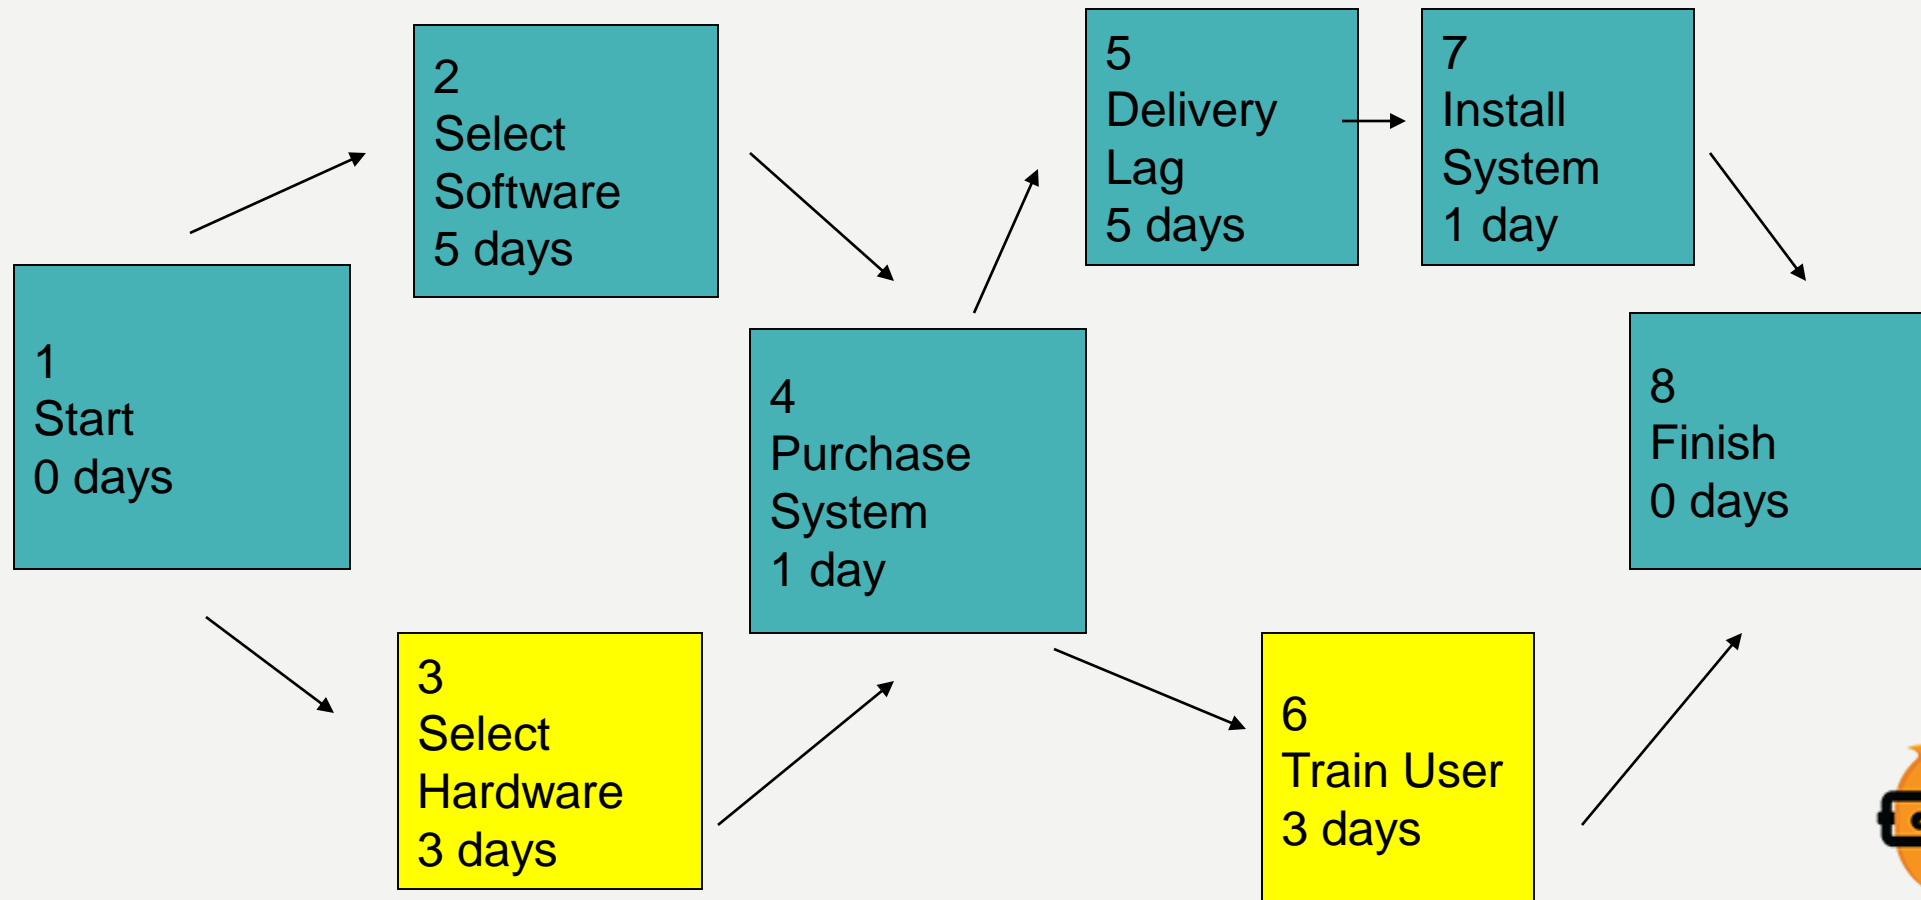 1
Start
0 days
2
Select
Software
5 days
3
Select
Hardware
3 days
4
Purchase
System
1 day
5
Delivery
Lag
5 days
6
Train User
3 days
7
Install
System
1 day
8
Finish
0 days